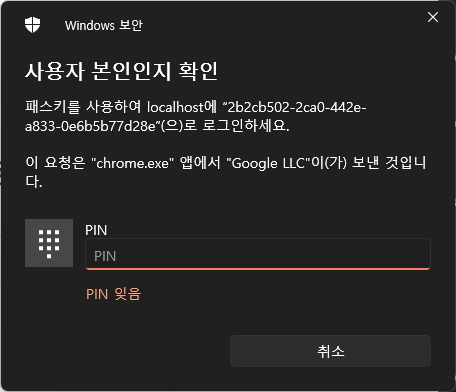 Windows 보안
사용자 본인인지 확인
패스키를 사용하여 localhost에 “2b2cb502-2ca0-442e-
a833-0e6b5b77d28e”(으)로 로그인하세요.
이 요청은 "chrome.exe" 앱에서 "Google LLC"이(가) 보낸 것입니
다.
PIN
PIN
PIN 잊음
취소